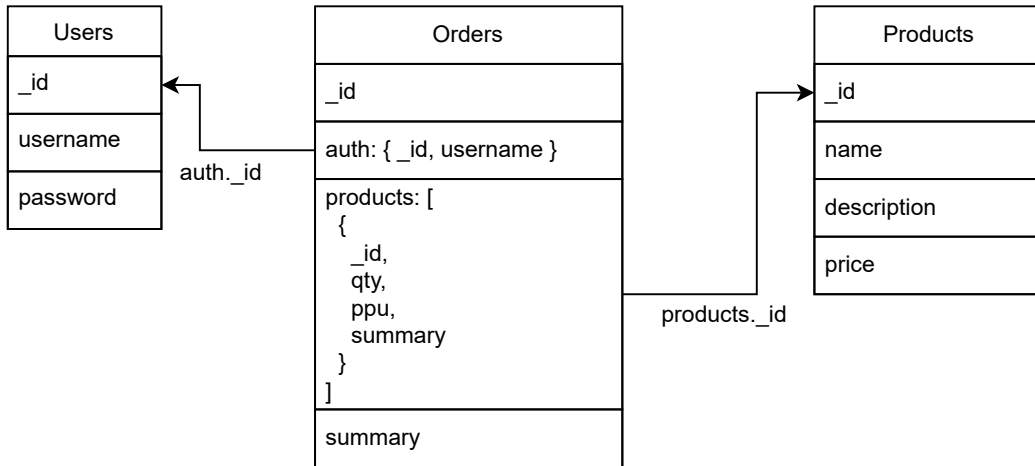 Users
_id
username
password
auth._id
Orders
_id
auth: { _id, username }
products: [
{
_id,
qty,
ppu,
summary
}
]
summary
products._id
Products
_id
name
description
price